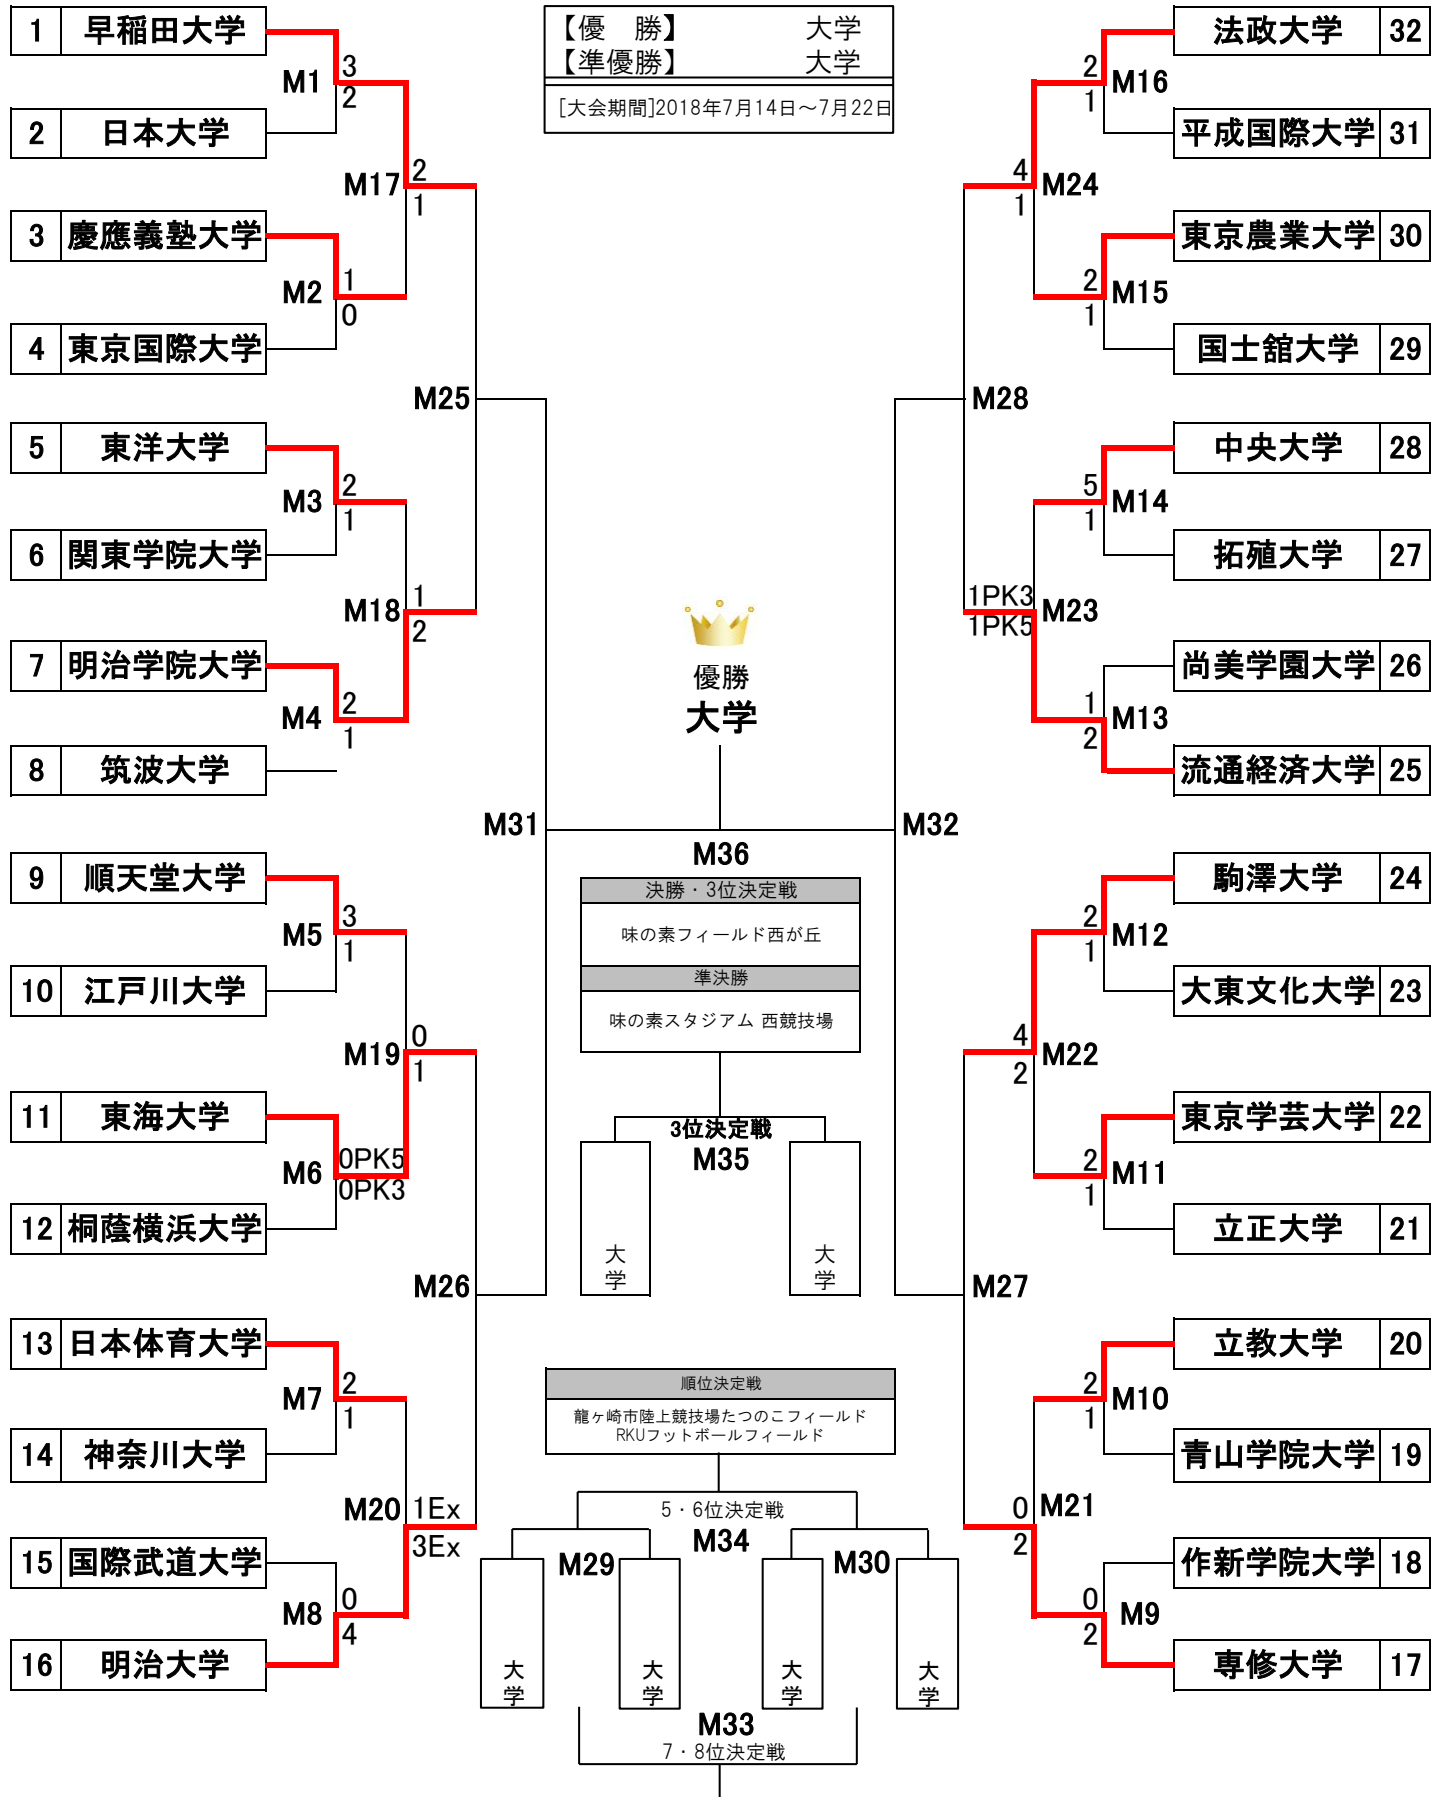 【優　勝】　大学
【準優勝】　大学
[大会期間]2018年7月14日～7月22日
1 早稲田大学
M1
3
2
2 日本大学
M17
2
1
3 慶應義塾大学
M2
1
0
4 東京国際大学
M25
5 東洋大学
M3
2
1
6 関東学院大学
M18
1
2
7 明治学院大学
M4
2
1
8 筑波大学
M31
9 順天堂大学
M5
3
1
10 江戸川大学
M19
0
1
11 東海大学
M6
0PK5
0PK3
12 桐蔭横浜大学
M26
13 日本体育大学
M7
2
1
14 神奈川大学
M20
1Ex
3Ex
15 国際武道大学
M8
0
4
16 明治大学
優勝
大学
M36
決勝・3位決定戦
味の素フィールド西が丘
準決勝
味の素スタジアム 西競技場
3位決定戦
M35
大学
大学
順位決定戦
龍ヶ崎市陸上競技場たつのこフィールド
RKUフットボールフィールド
5・6位決定戦
M34
M29
M30
大学
大学
大学
大学
M33
7・8位決定戦
法政大学 32
2
1
M16
平成国際大学 31
4
1
M24
東京農業大学 30
2
1
M15
国士舘大学 29
M28
中央大学 28
5
1
M14
拓殖大学 27
1PK3
1PK5
M23
尚美学園大学 26
1
2
M13
流通経済大学 25
M32
駒澤大学 24
2
1
M12
大東文化大学 23
4
2
M22
東京学芸大学 22
2
1
M11
立正大学 21
M27
立教大学 20
2
1
M10
青山学院大学 19
0
2
M21
作新学院大学 18
0
2
M9
専修大学 17